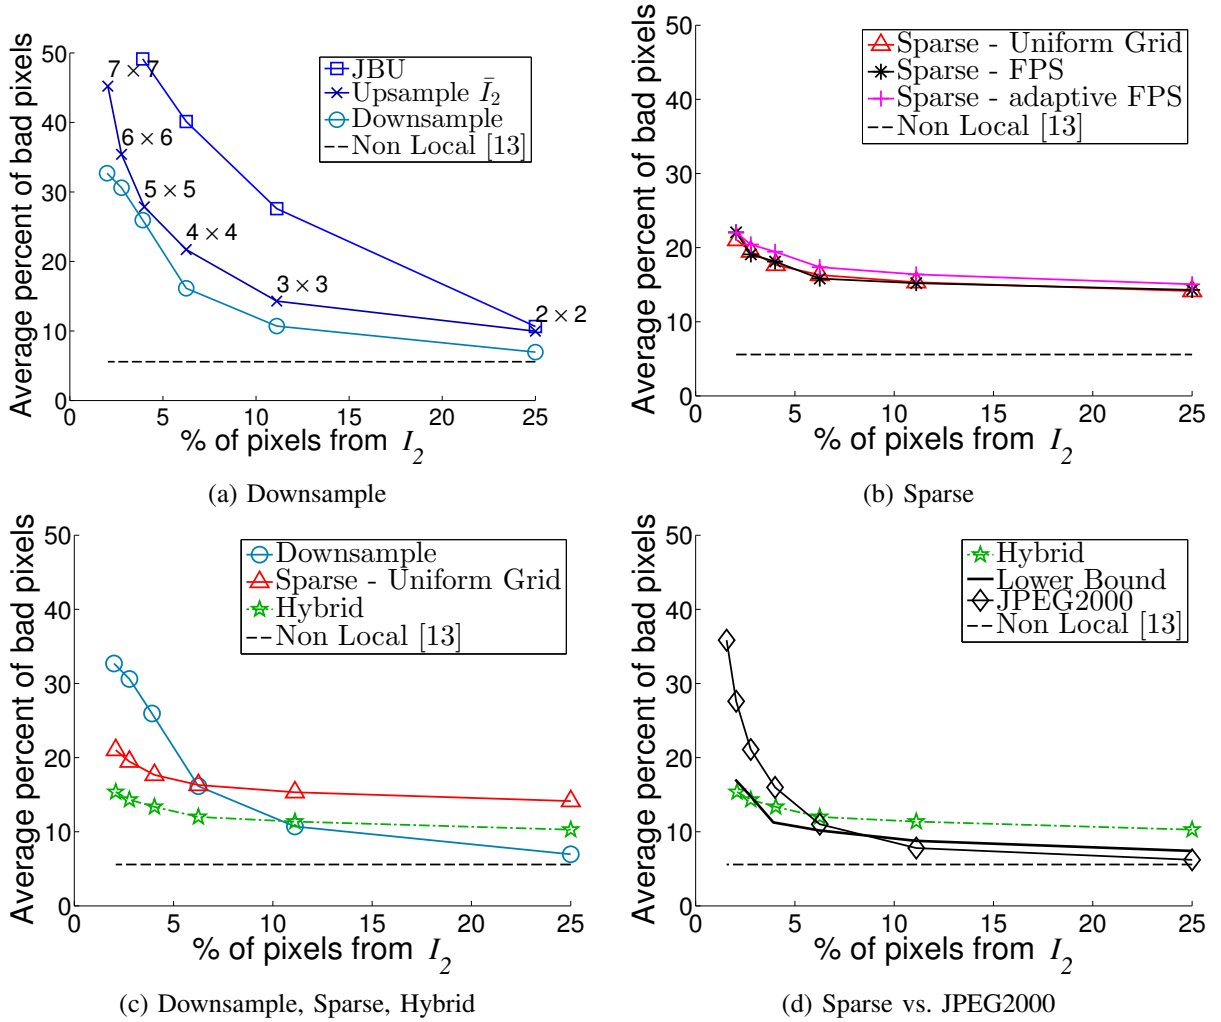 Average percent of bad pixels
50
40
30
20
10
0
0
5
10
15
20
25
% of pixels from I₂
7 × 7
6 × 6
5 × 5
4 × 4
3 × 3
2 × 2
JBU
Upsample Ī₂
Downsample
Non Local [13]
(a) Downsample
Average percent of bad pixels
50
40
30
20
10
0
0
5
10
15
20
25
% of pixels from I₂
Sparse - Uniform Grid
Sparse - FPS
Sparse - adaptive FPS
Non Local [13]
(b) Sparse
Average percent of bad pixels
50
40
30
20
10
0
0
5
10
15
20
25
% of pixels from I₂
Downsample
Sparse - Uniform Grid
Hybrid
Non Local [13]
(c) Downsample, Sparse, Hybrid
Average percent of bad pixels
50
40
30
20
10
0
0
5
10
15
20
25
% of pixels from I₂
Hybrid
Lower Bound
JPEG2000
Non Local [13]
(d) Sparse vs. JPEG2000